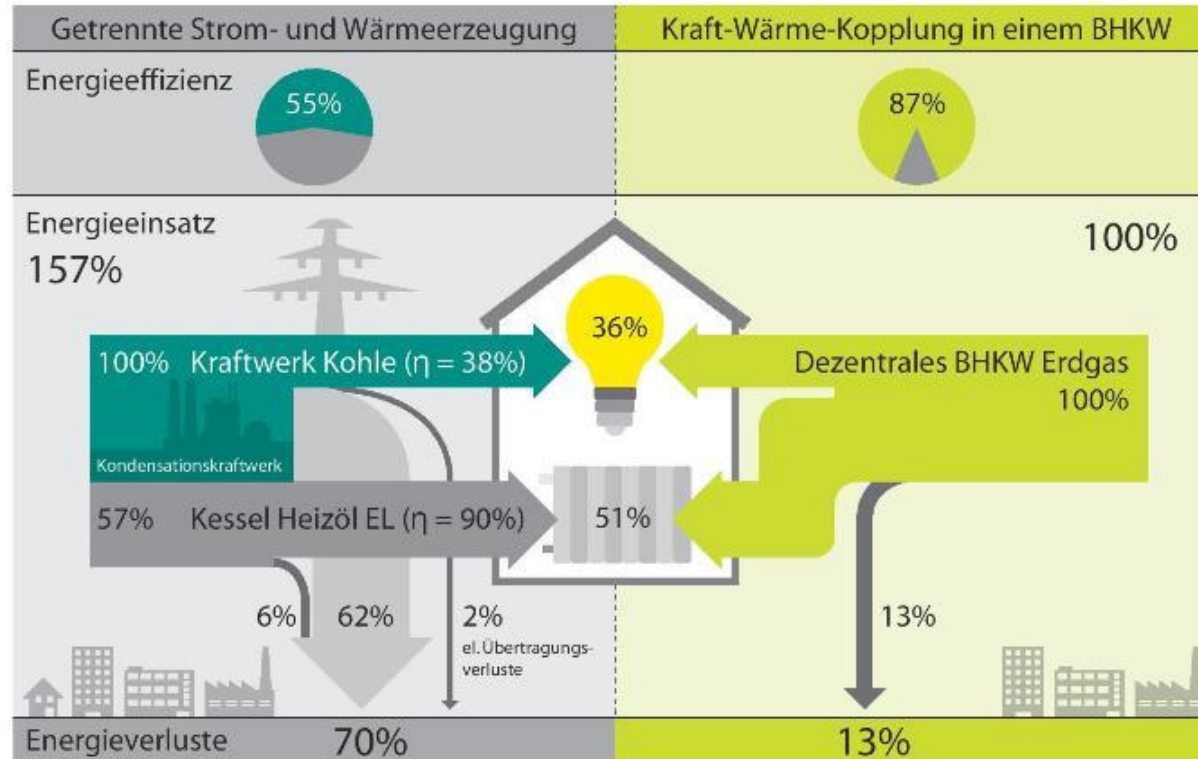 Getrennte Strom- und Wärmeerzeugung
Kraft-Wärme-Kopplung in einem BHKW
Energieeffizienz
55%
87%
Energieeinsatz
157%
100%
36%
100% Kraftwerk Kohle (η = 38%)
Kondensationskraftwerk
Dezentrales BHKW Erdgas
100%
57% Kessel Heizöl EL (η = 90%)
51%
6%
62%
2%
el. Übertragungs-
verluste
13%
Energieverluste
70%
13%